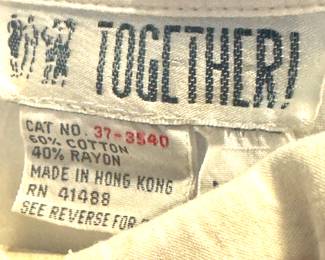 TOGETHER!
CAT NO. 37-3540
60% COTTON
40% RAYON
MADE IN HONG KONG
RN 41488
SEE REVERSE FOR